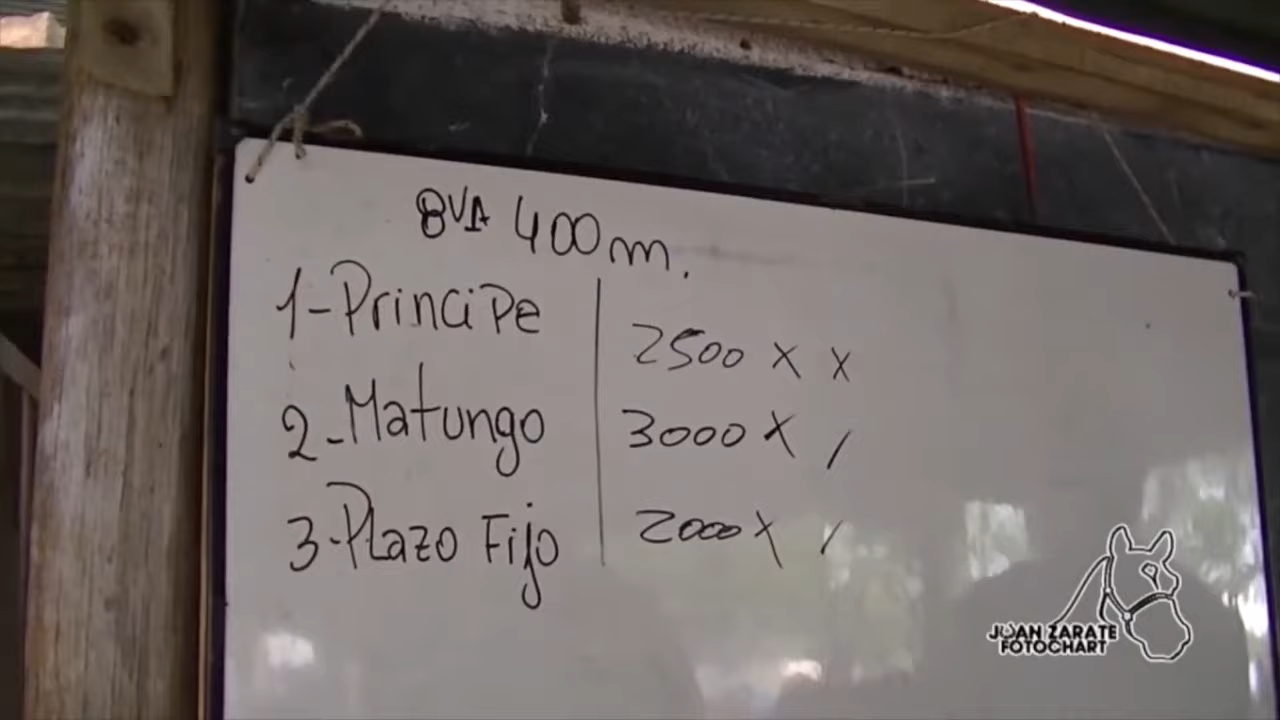 8VA 400m.
1-Principe 2500 X X
2-Matungo 3000 X /
3-Plazo Fijo 2000 X /
JUAN ZARATE
FOTOCHART